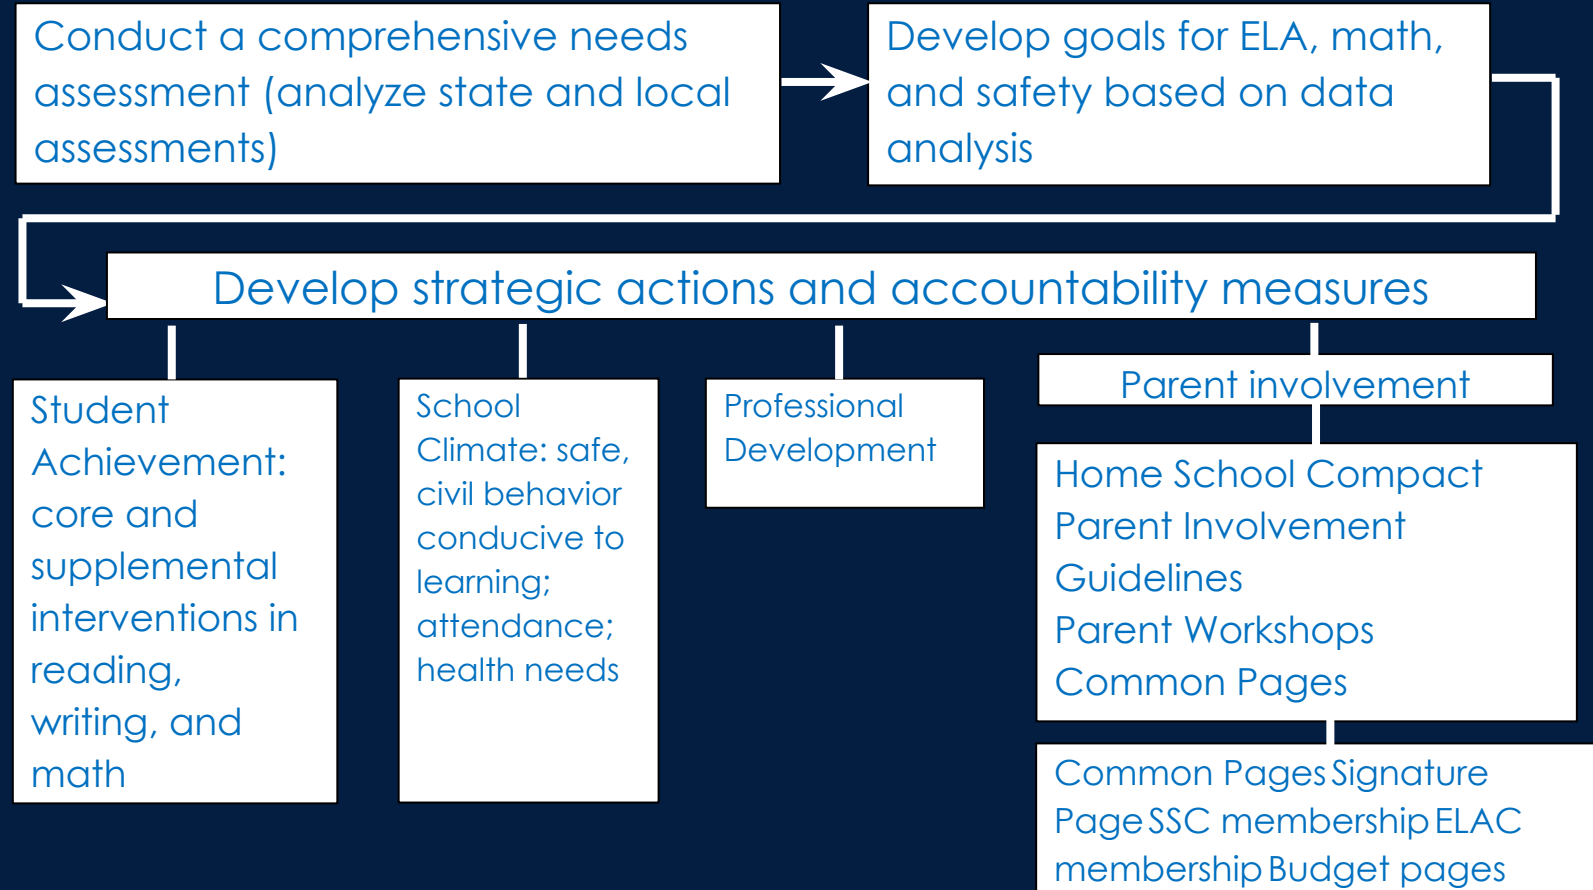 Conduct a comprehensive needs
assessment (analyze state and local
assessments)
Develop goals for ELA, math,
and safety based on data
analysis
Develop strategic actions and accountability measures
Student
Achievement:
core and
supplemental
interventions in
reading,
writing, and
math
School
Climate: safe,
civil behavior
conducive to
learning;
attendance;
health needs
Professional
Development
Parent involvement
Home School Compact
Parent Involvement
Guidelines
Parent Workshops
Common Pages
Common Pages Signature
Page SSC membership ELAC
membership Budget pages